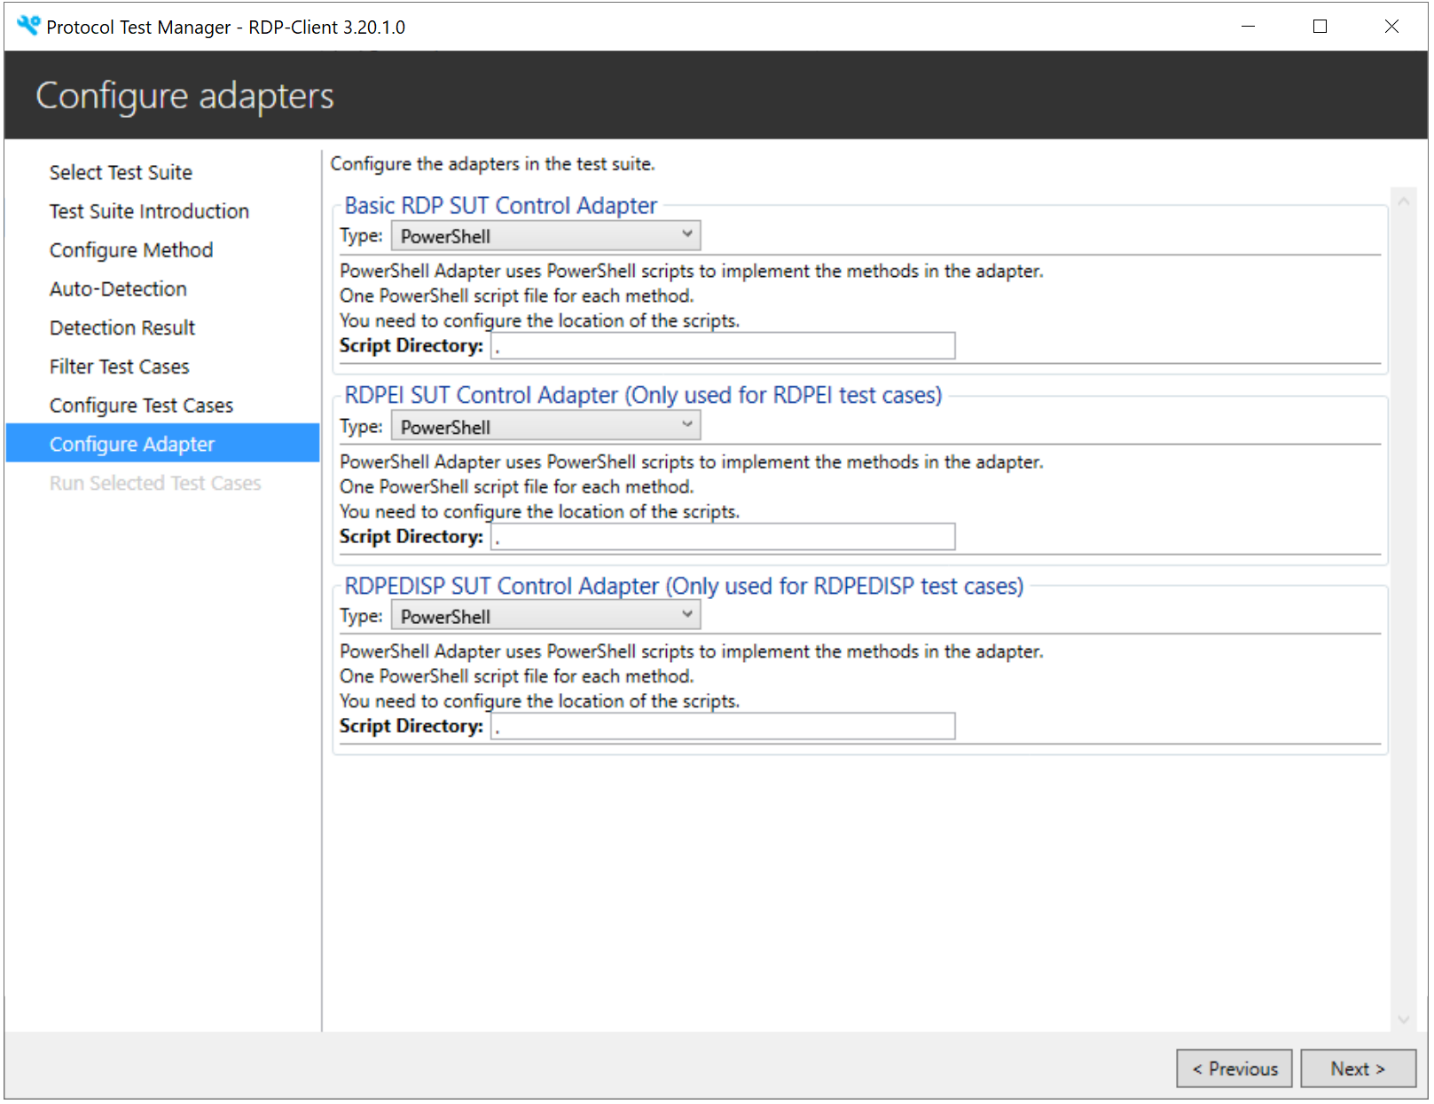 Protocol Test Manager - RDP-Client 3.20.1.0
Configure adapters
Select Test Suite
Test Suite Introduction
Configure Method
Auto-Detection
Detection Result
Filter Test Cases
Configure Test Cases
Configure Adapter
Run Selected Test Cases
Configure the adapters in the test suite.
Basic RDP SUT Control Adapter
Type: PowerShell
PowerShell Adapter uses PowerShell scripts to implement the methods in the adapter.
One PowerShell script file for each method.
You need to configure the location of the scripts.
Script Directory: .
RDPEI SUT Control Adapter (Only used for RDPEI test cases)
Type: PowerShell
PowerShell Adapter uses PowerShell scripts to implement the methods in the adapter.
One PowerShell script file for each method.
You need to configure the location of the scripts.
Script Directory: .
RDPEDISP SUT Control Adapter (Only used for RDPEDISP test cases)
Type: PowerShell
PowerShell Adapter uses PowerShell scripts to implement the methods in the adapter.
One PowerShell script file for each method.
You need to configure the location of the scripts.
Script Directory: .
< Previous
Next >